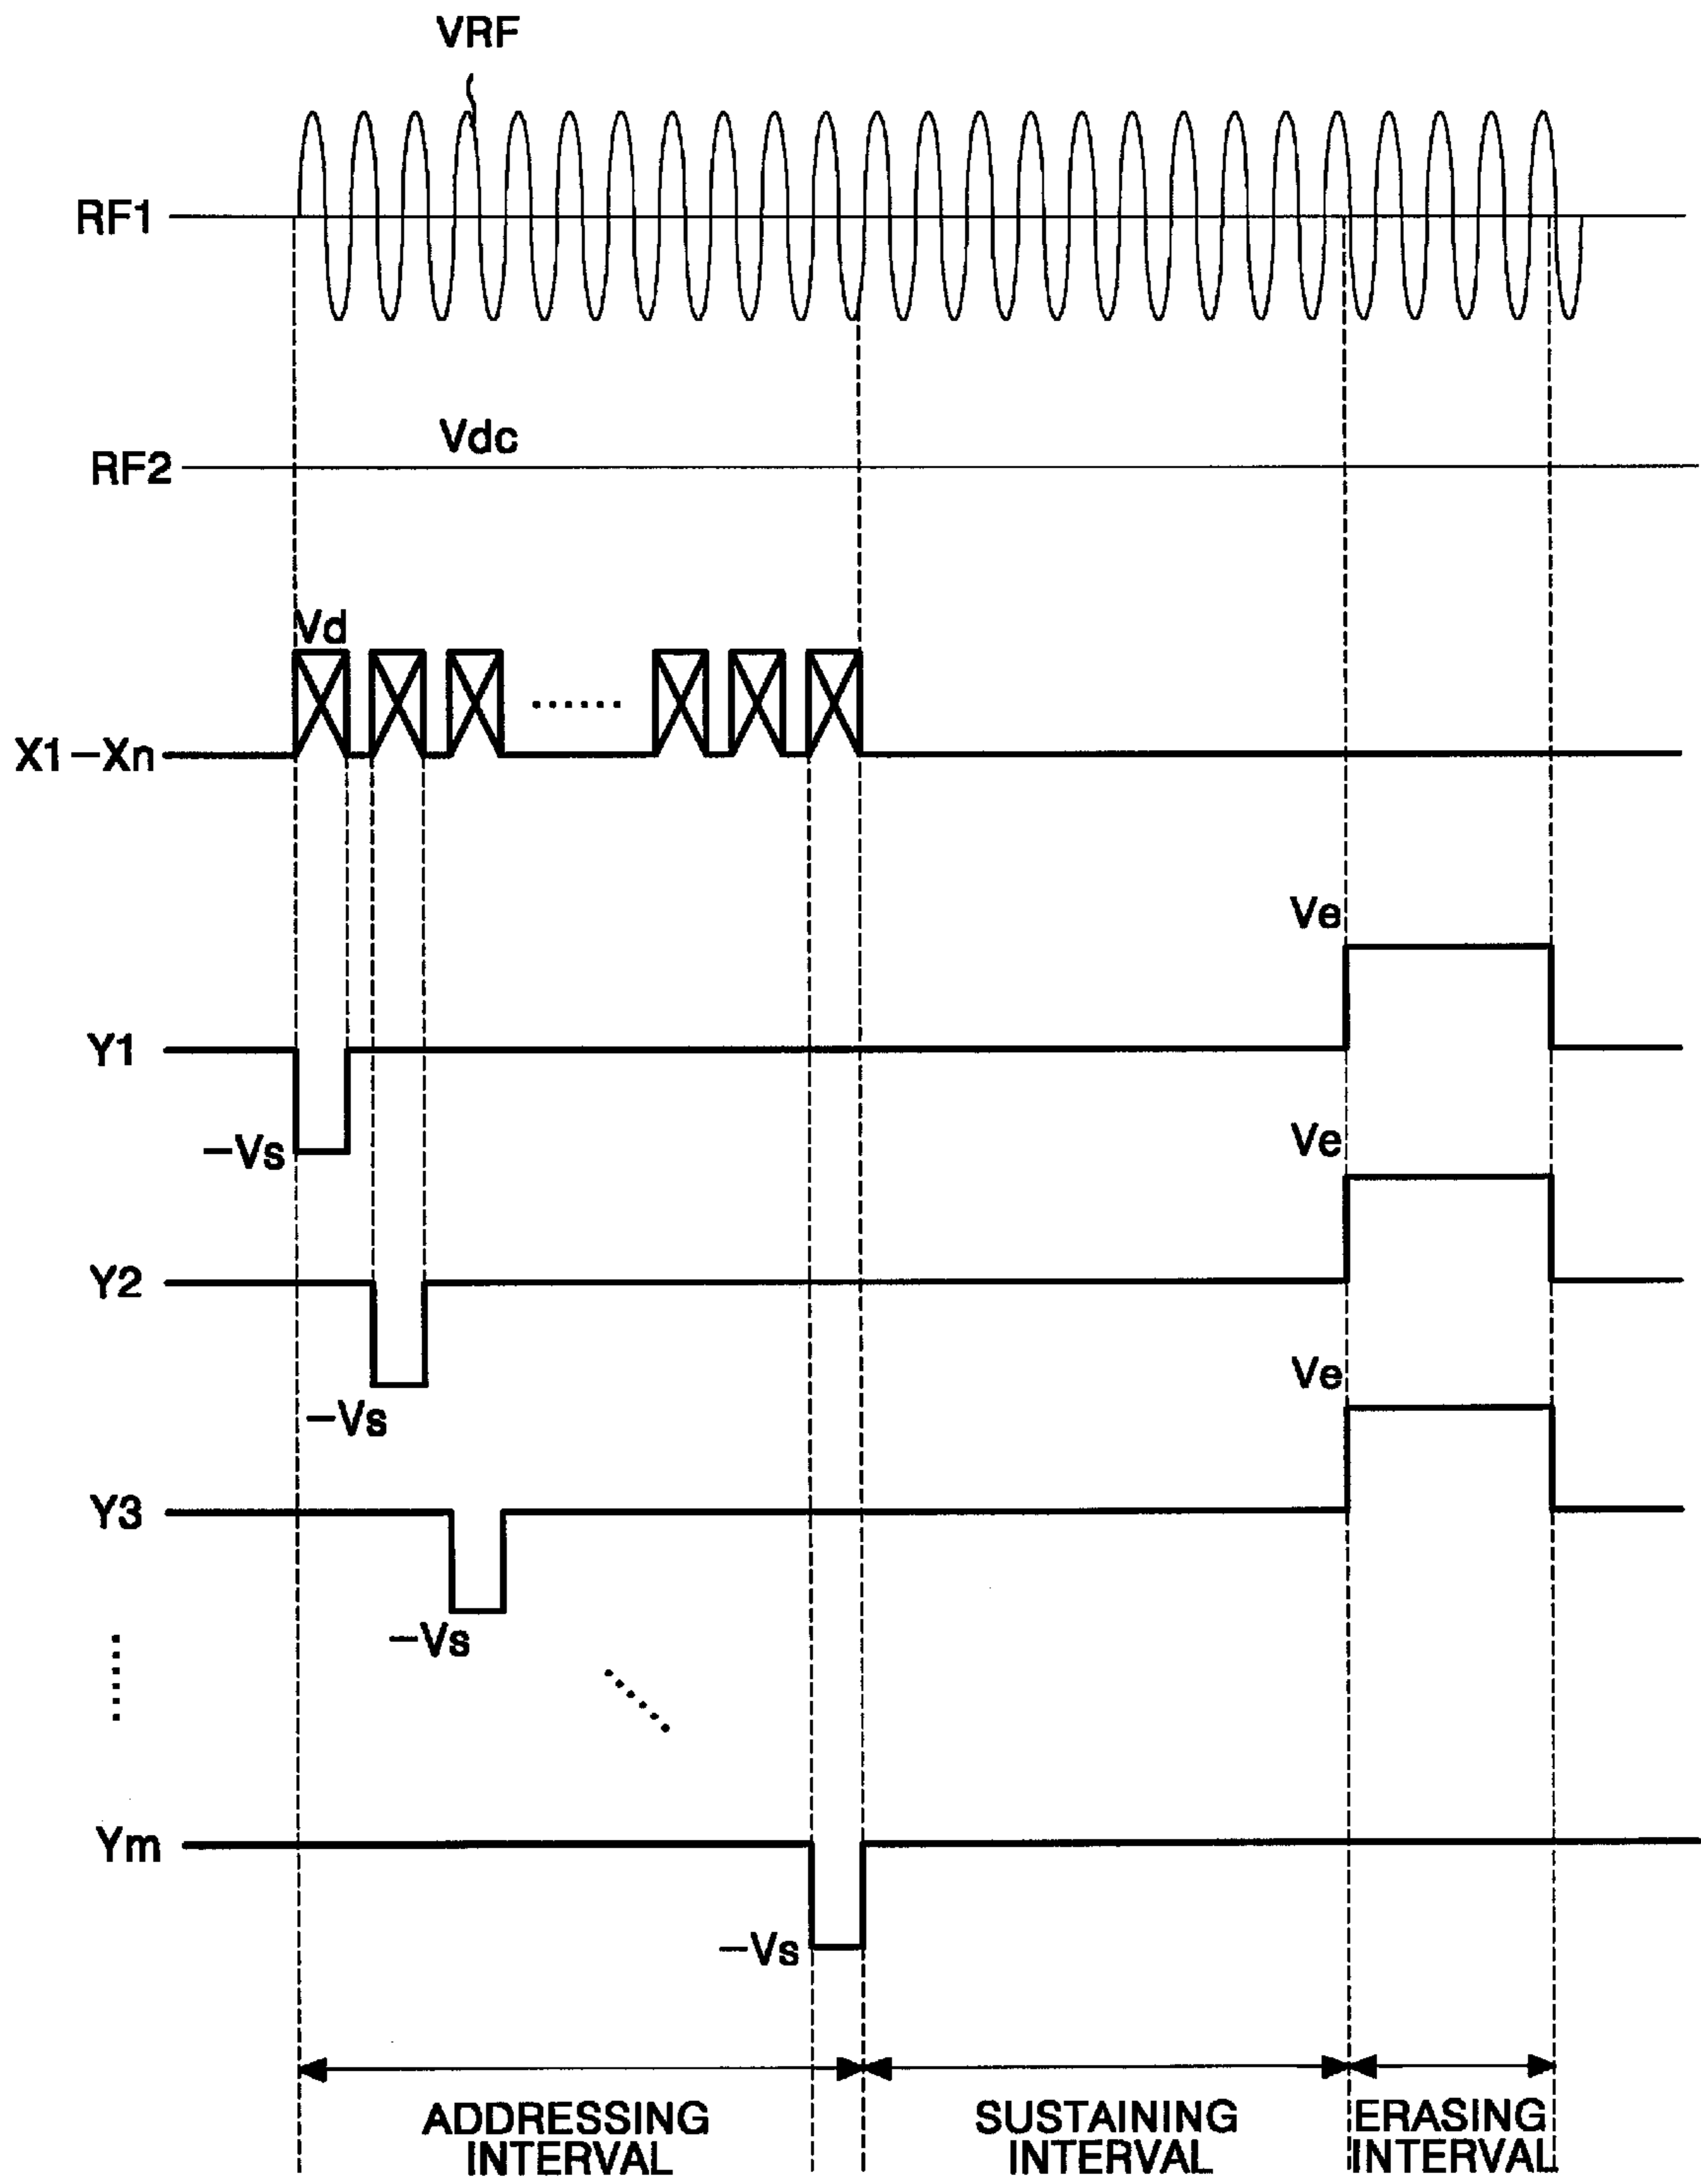 VRF
RF1
Vdc
RF2
Vd
X1-Xn
Ve
Y1
-Vs
Ve
Y2
Ve
-Vs
Y3
-Vs
Ym
-Vs
ADDRESSING INTERVAL
SUSTAINING INTERVAL
ERASING INTERVAL